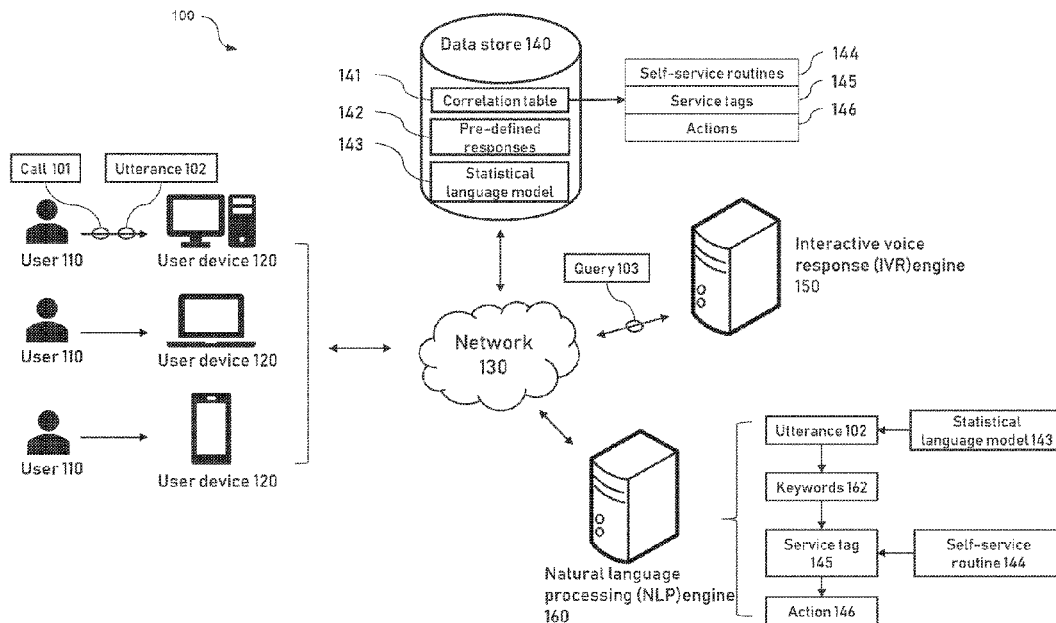 100
Data store 140
141
Correlation table
142
Pre-defined
responses
143
Statistical
language model
144
Self-service routines
145
Service tags
146
Actions
Call 101
Utterance 102
User 110
User device 120
User 110
User device 120
User 110
User device 120
Network
130
Query 103
Interactive voice
response (IVR)engine
150
Natural language
processing (NLP)engine
160
Utterance 102
Statistical
language model 143
Keywords 162
Service tag
145
Self-service
routine 144
Action 146